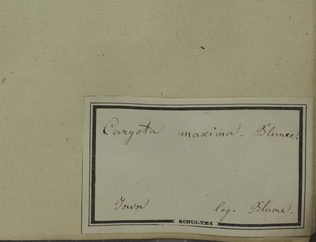 Caryota maxima. Blume.
Java leg. Blume.
SCHULTES